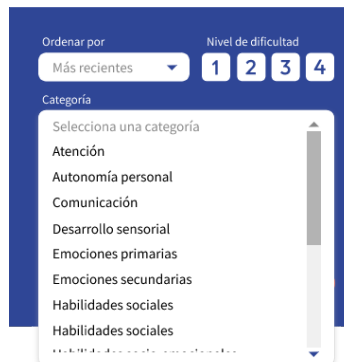 Ordenar por
Nivel de dificultad
Más recientes
1 2 3 4
Categoría
Selecciona una categoría
Atención
Autonomía personal
Comunicación
Desarrollo sensorial
Emociones primarias
Emociones secundarias
Habilidades sociales
Habilidades sociales